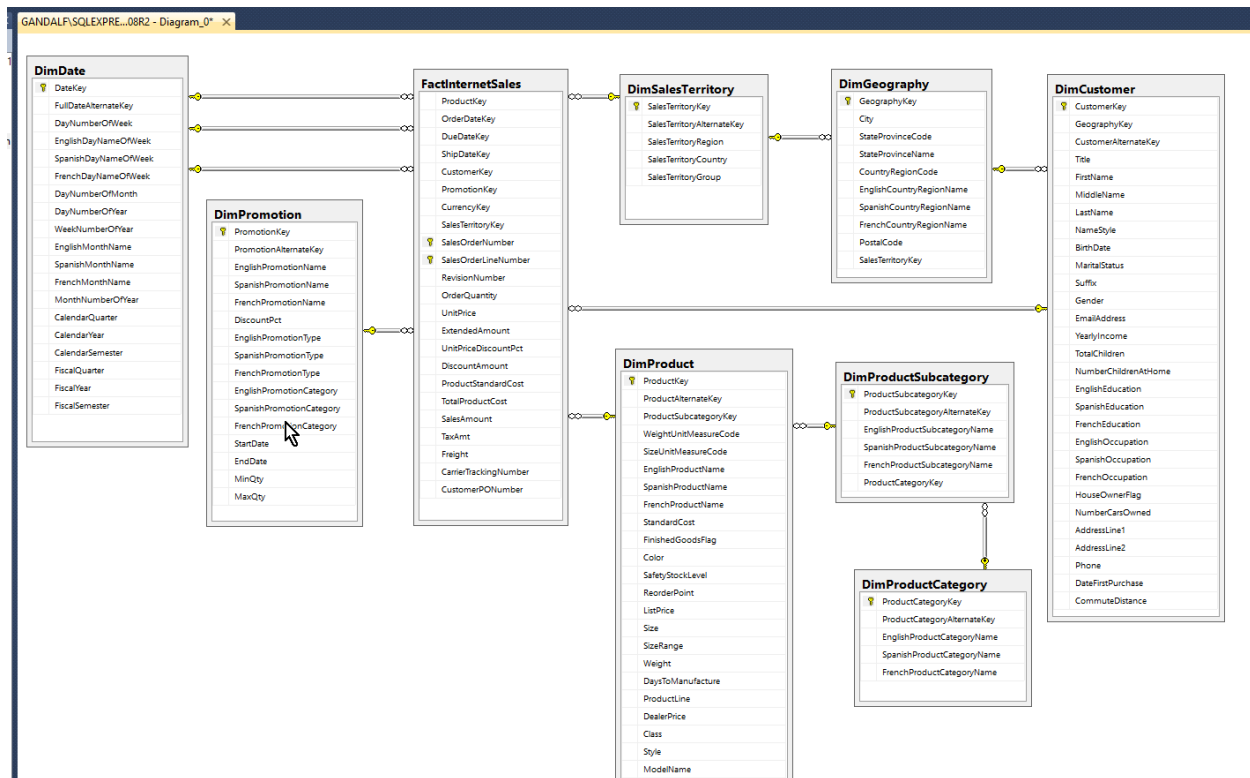 GANDALF\SQLEXPRE...08R2 - Diagram_0*
DimDate
DateKey
FullDateAlternateKey
DayNumberOfWeek
EnglishDayNameOfWeek
SpanishDayNameOfWeek
FrenchDayNameOfWeek
DayNumberOfMonth
DayNumberOfYear
WeekNumberOfYear
EnglishMonthName
SpanishMonthName
FrenchMonthName
MonthNumberOfYear
CalendarQuarter
CalendarYear
CalendarSemester
FiscalQuarter
FiscalYear
FiscalSemester
DimPromotion
PromotionKey
PromotionAlternateKey
EnglishPromotionName
SpanishPromotionName
FrenchPromotionName
DiscountPct
EnglishPromotionType
SpanishPromotionType
FrenchPromotionType
EnglishPromotionCategory
SpanishPromotionCategory
FrenchPromotionCategory
StartDate
EndDate
MinQty
MaxQty
FactInternetSales
ProductKey
OrderDateKey
DueDateKey
ShipDateKey
CustomerKey
PromotionKey
CurrencyKey
SalesTerritoryKey
SalesOrderNumber
SalesOrderLineNumber
RevisionNumber
OrderQuantity
UnitPrice
ExtendedAmount
UnitPriceDiscountPct
DiscountAmount
ProductStandardCost
TotalProductCost
SalesAmount
TaxAmt
Freight
CarrierTrackingNumber
CustomerPONumber
DimSalesTerritory
SalesTerritoryKey
SalesTerritoryAlternateKey
SalesTerritoryRegion
SalesTerritoryCountry
SalesTerritoryGroup
DimGeography
GeographyKey
City
StateProvinceCode
StateProvinceName
CountryRegionCode
EnglishCountryRegionName
SpanishCountryRegionName
FrenchCountryRegionName
PostalCode
SalesTerritoryKey
DimCustomer
CustomerKey
GeographyKey
CustomerAlternateKey
Title
FirstName
MiddleName
LastName
NameStyle
BirthDate
MaritalStatus
Suffix
Gender
EmailAddress
YearlyIncome
TotalChildren
NumberChildrenAtHome
EnglishEducation
SpanishEducation
FrenchEducation
EnglishOccupation
SpanishOccupation
FrenchOccupation
HouseOwnerFlag
NumberCarsOwned
AddressLine1
AddressLine2
Phone
DateFirstPurchase
CommuteDistance
DimProduct
ProductKey
ProductAlternateKey
ProductSubcategoryKey
WeightUnitMeasureCode
SizeUnitMeasureCode
EnglishProductName
SpanishProductName
FrenchProductName
StandardCost
FinishedGoodsFlag
Color
SafetyStockLevel
ReorderPoint
ListPrice
Size
SizeRange
Weight
DaysToManufacture
ProductLine
DealerPrice
Class
Style
ModelName
DimProductSubcategory
ProductSubcategoryKey
ProductSubcategoryAlternateKey
EnglishProductSubcategoryName
SpanishProductSubcategoryName
FrenchProductSubcategoryName
ProductCategoryKey
DimProductCategory
ProductCategoryKey
ProductCategoryAlternateKey
EnglishProductCategoryName
SpanishProductCategoryName
FrenchProductCategoryName